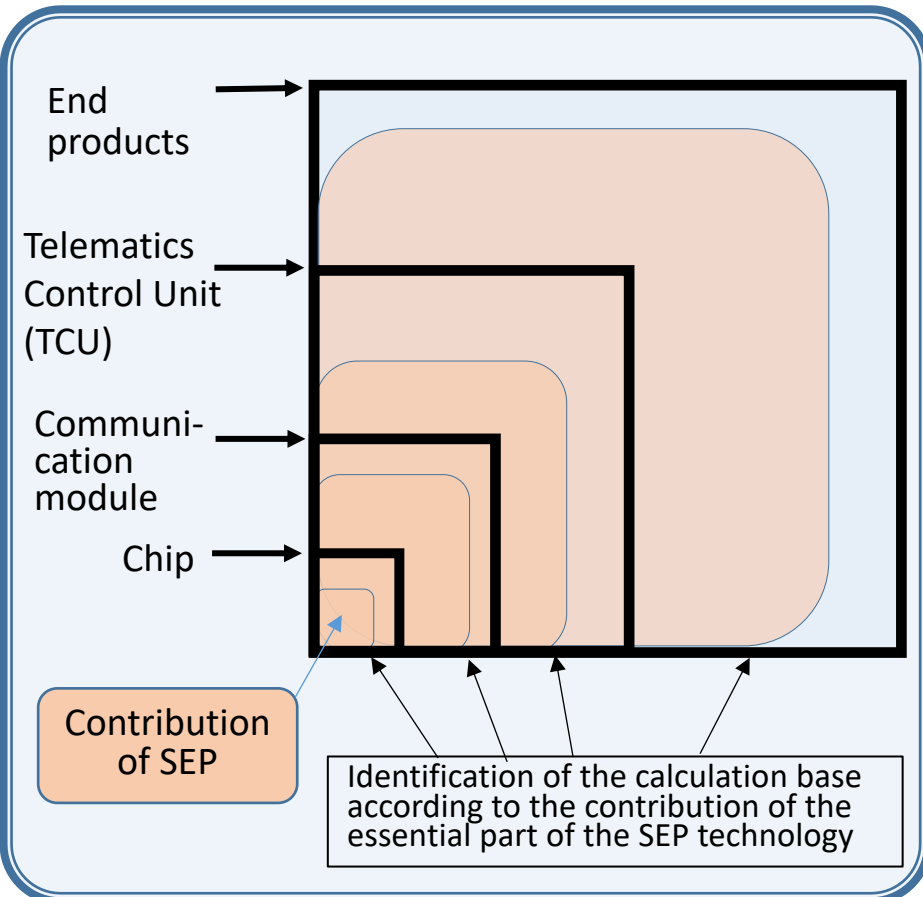 End
products
Telematics
Control Unit
(TCU)
Communi-
cation
module
Chip
Contribution
of SEP
Identification of the calculation base
according to the contribution of the
essential part of the SEP technology